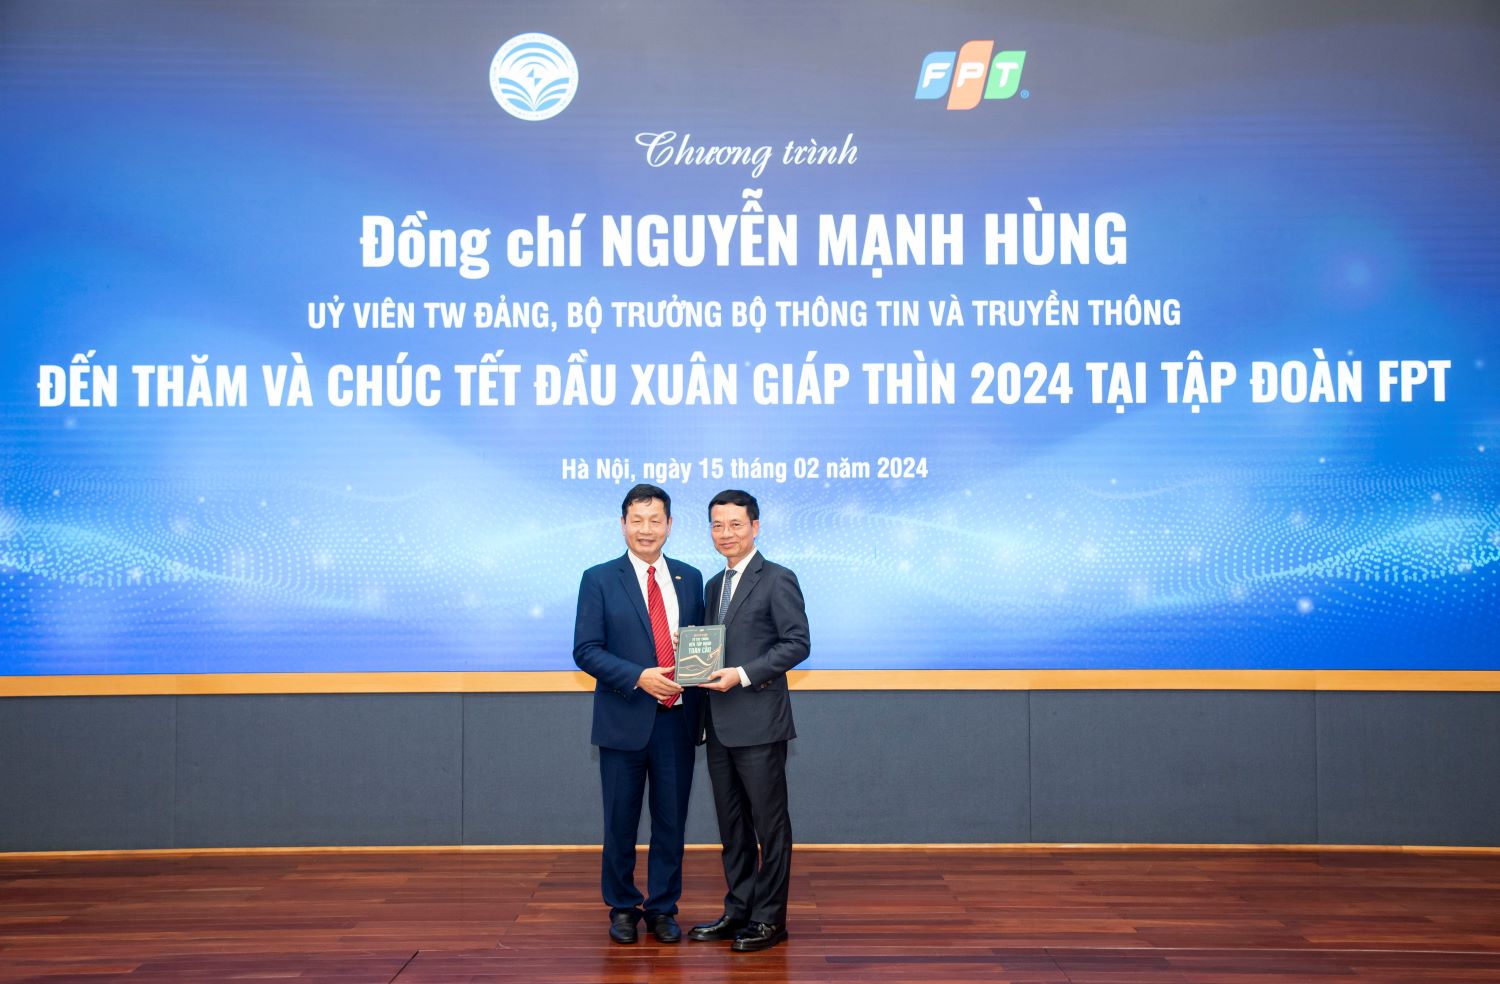 FPT®
Chương trình
Đồng chí NGUYỄN MẠNH HÙNG
UỶ VIÊN TW ĐẢNG, BỘ TRƯỞNG BỘ THÔNG TIN VÀ TRUYỀN THÔNG
ĐẾN THĂM VÀ CHÚC TẾT ĐẦU XUÂN GIÁP THÌN 2024 TẠI TẬP ĐOÀN FPT
Hà Nội, ngày 15 tháng 02 năm 2024
TOÀN CẦU